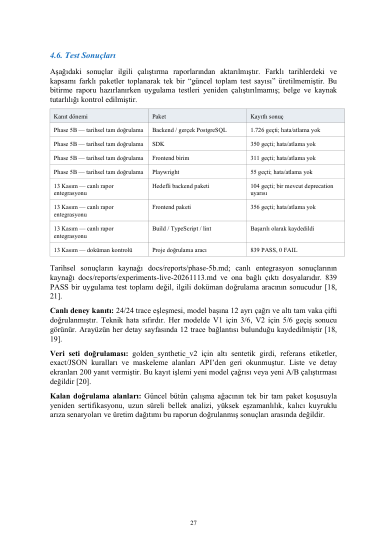 4.6. Test Sonuçları
Aşağıdaki sonuçlar ilgili çalıştırma raporlarından aktarılmıştır. Farklı tarihlerdeki ve
kapsamı farklı paketler toplanarak tek bir “güncel toplam test sayısı” üretilmemiştir. Bu
bitirme raporu hazırlanırken uygulama testleri yeniden çalıştırılmamış; belge ve kaynak
tutarlılığı kontrol edilmiştir.
Kanıt dönemi Paket Kayıtlı sonuç
Phase 5B — tarihsel tam doğrulama Backend / gerçek PostgreSQL 1.726 geçti; hata/atlama yok
Phase 5B — tarihsel tam doğrulama SDK 350 geçti; hata/atlama yok
Phase 5B — tarihsel tam doğrulama Frontend birim 311 geçti; hata/atlama yok
Phase 5B — tarihsel tam doğrulama Playwright 55 geçti; hata/atlama yok
13 Kasım — canlı rapor Hedefli backend paketi 104 geçti; bir mevcut deprecation
entegrasyonu uyarısı
13 Kasım — canlı rapor Frontend paketi 356 geçti; hata/atlama yok
entegrasyonu
13 Kasım — canlı rapor Build / TypeScript / lint Başarılı olarak kaydedildi
entegrasyonu
13 Kasım — doküman kontrolü Proje doğrulama aracı 839 PASS, 0 FAIL
Tarihsel sonuçların kaynağı docs/reports/phase-5b.md; canlı entegrasyon sonuçlarının
kaynağı docs/reports/experiments-live-20261113.md ve ona bağlı çıktı dosyalarıdır. 839
PASS bir uygulama test toplamı değil, ilgili doküman doğrulama aracının sonucudur [18,
21].
Canlı deney kanıtı: 24/24 trace eşleşmesi, model başına 12 ayrı çağrı ve altı tam vaka çifti
doğrulanmıştır. Teknik hata sıfırdır. Her modelde V1 için 3/6, V2 için 5/6 geçiş sonucu
görünür. Arayüzün her detay sayfasında 12 trace bağlantısı bulunduğu kaydedilmiştir [18,
19].
Veri seti doğrulaması: golden_synthetic_v2 için altı sentetik girdi, referans etiketler,
exact/JSON kuralları ve maskeleme alanları API’den geri okunmuştur. Liste ve detay
ekranları 200 yanıt vermiştir. Bu kayıt işlemi yeni model çağrısı veya yeni A/B çalıştırması
değildir [20].
Kalan doğrulama alanları: Güncel bütün çalışma ağacının tek bir tam paket koşusuyla
yeniden sertifikasyonu, uzun süreli bellek analizi, yüksek eşzamanlılık, kalıcı kuyruklu
arıza senaryoları ve üretim dağıtımı bu raporun doğrulanmış sonuçları arasında değildir.
27